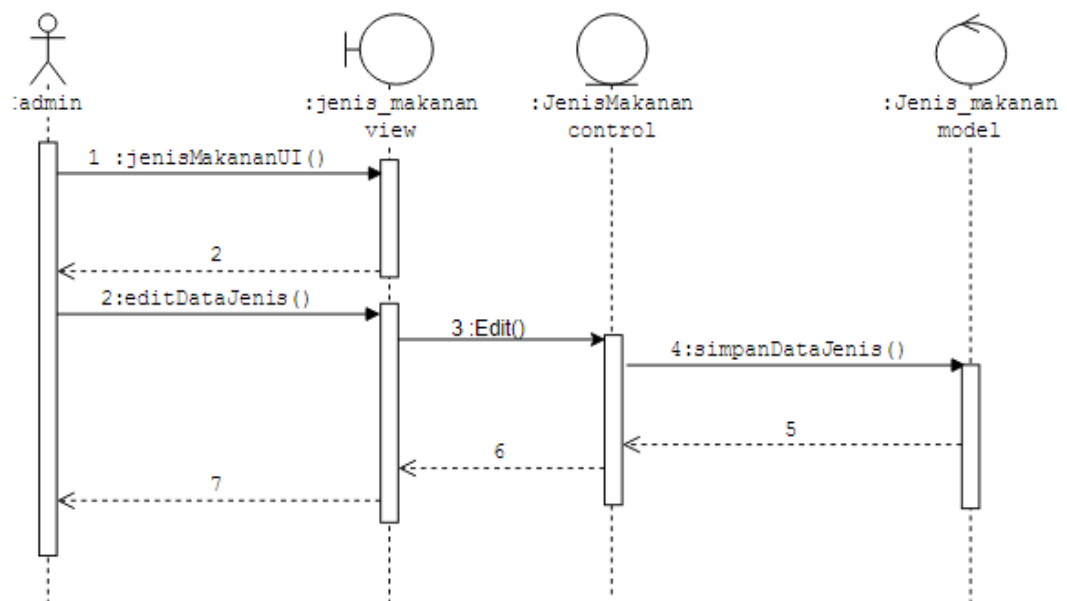 :admin
:jenis_makanan
view
:JenisMakanan
control
:Jenis_makanan
model
1 :jenisMakananUI()
2
2:editDataJenis()
3 :Edit()
4:simpanDataJenis()
5
6
7